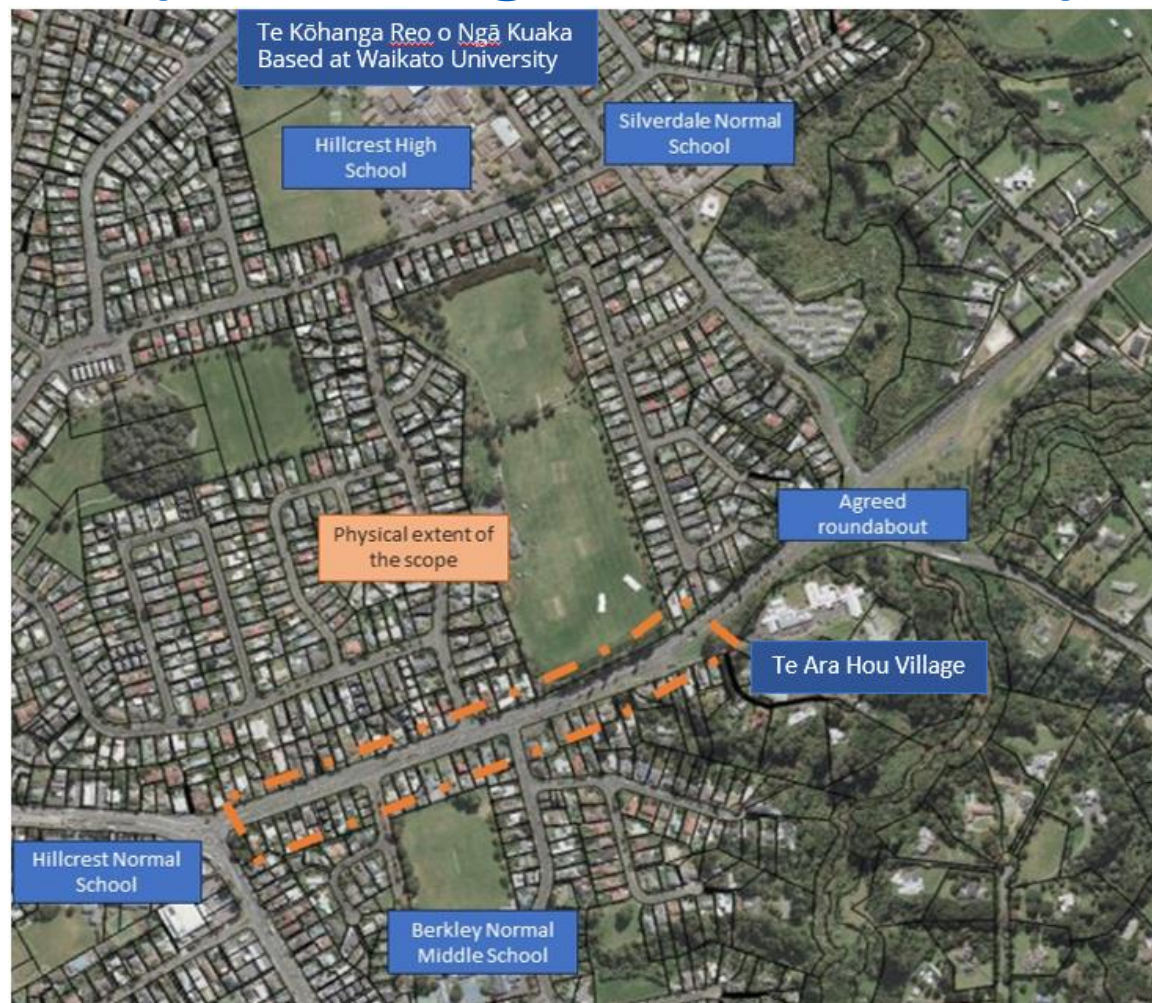 Te Kōhanga Reo o Ngā Kuaka
Based at Waikato University
Hillcrest High
School
Silverdale Normal
School
Physical extent of
the scope
Agreed
roundabout
Te Ara Hou Village
Hillcrest Normal
School
Berkley Normal
Middle School